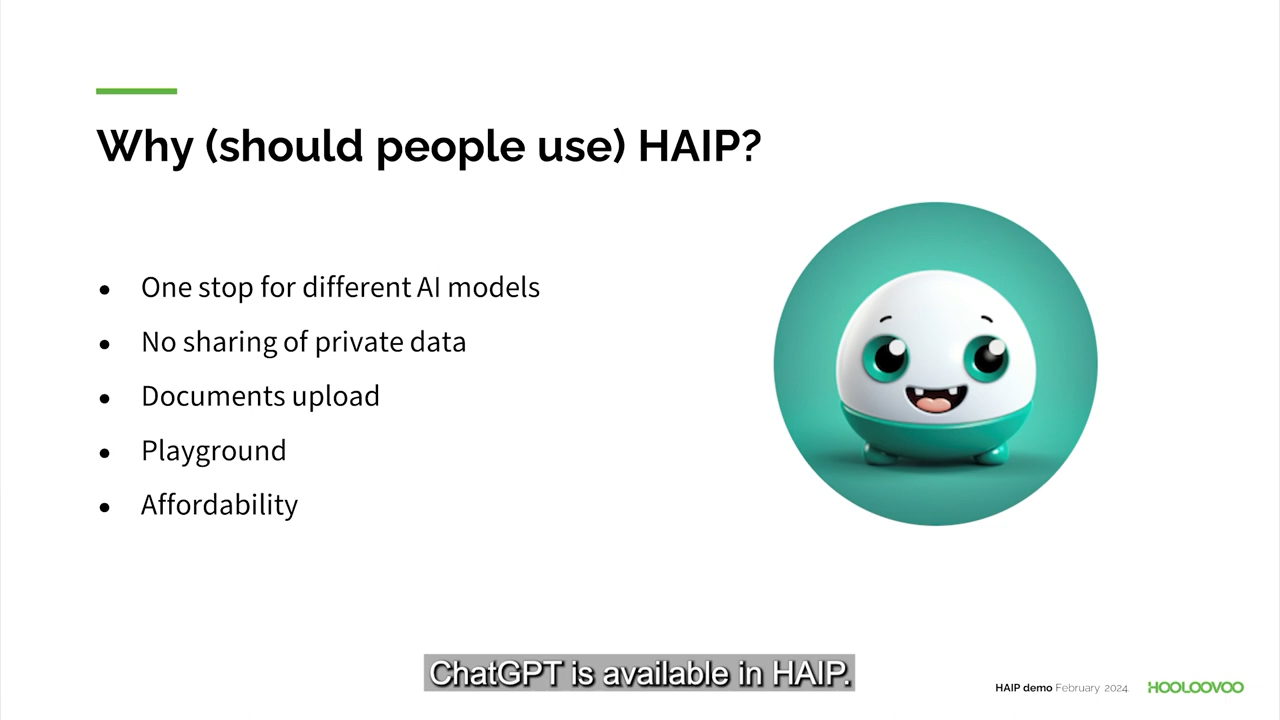 Why (should people use) HAIP?
One stop for different AI models
No sharing of private data
Documents upload
Playground
Affordability
ChatGPT is available in HAIP.
HAIP demo February 2024.
HOOLOOVOO